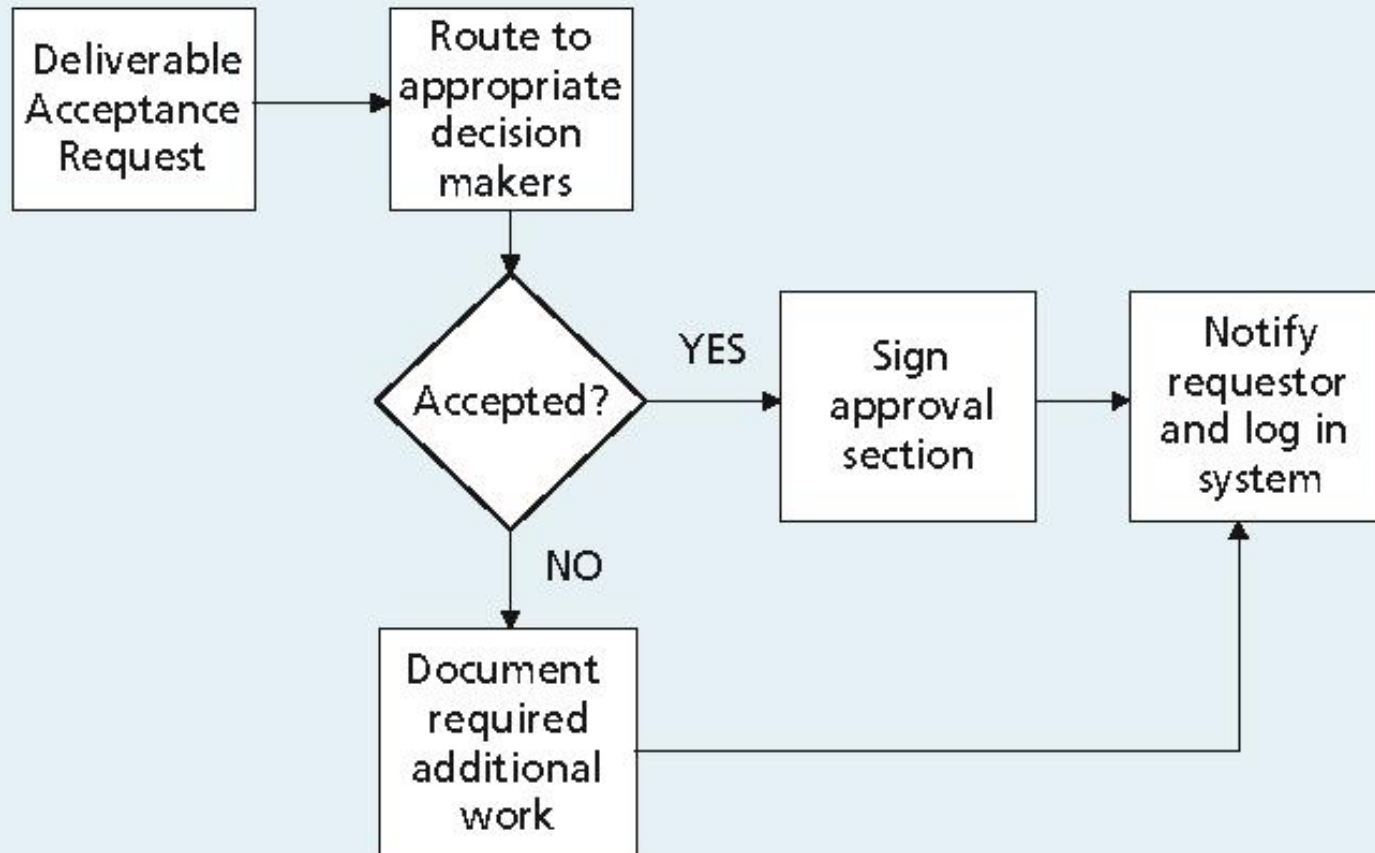 Deliverable
Acceptance
Request
Route to
appropriate
decision
makers
Accepted?
YES
Sign
approval
section
Notify
requestor
and log in
system
NO
Document
required
additional
work